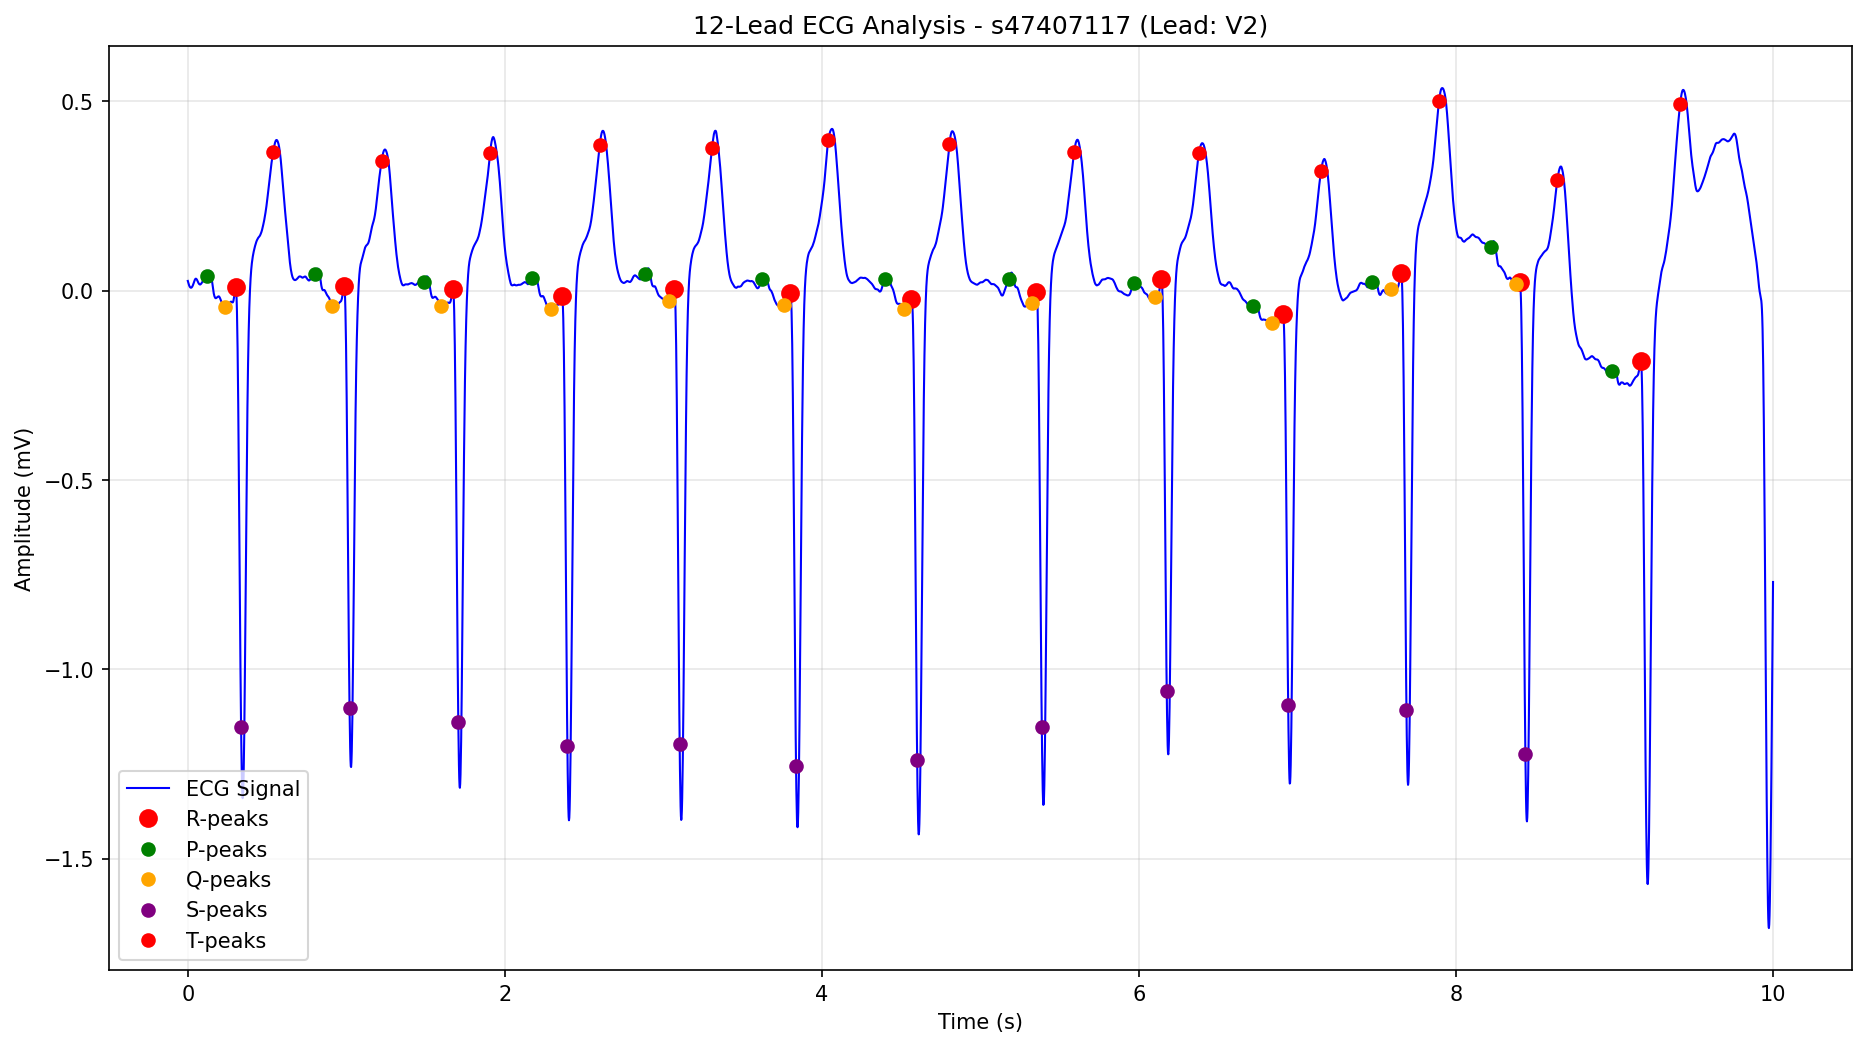 12-Lead ECG Analysis - s47407117 (Lead: V2)
Amplitude (mV)
0.5
0.0
−0.5
−1.0
−1.5
ECG Signal
R-peaks
P-peaks
Q-peaks
S-peaks
T-peaks
0 2 4 6 8 10
Time (s)